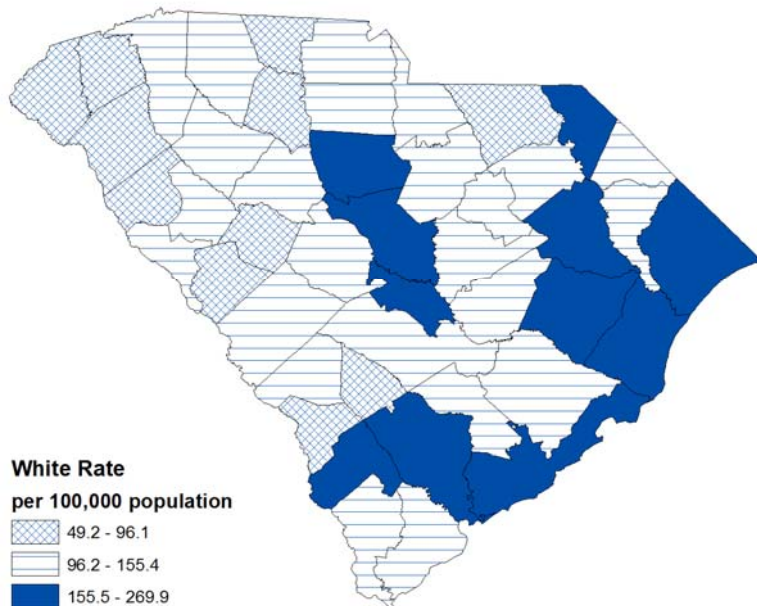 White Rate
per 100,000 population
49.2 - 96.1
96.2 - 155.4
155.5 - 269.9